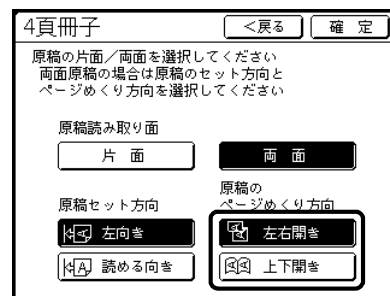 4頁冊子
<戻る
確 定
原稿の片面／両面を選択してください
両面原稿の場合は原稿のセット方向と
ページめくり方向を選択してください
原稿読み取り面
片 面
両 面
原稿セット方向
原稿の
ページめくり方向
左向き
左右開き
読める向き
上下開き